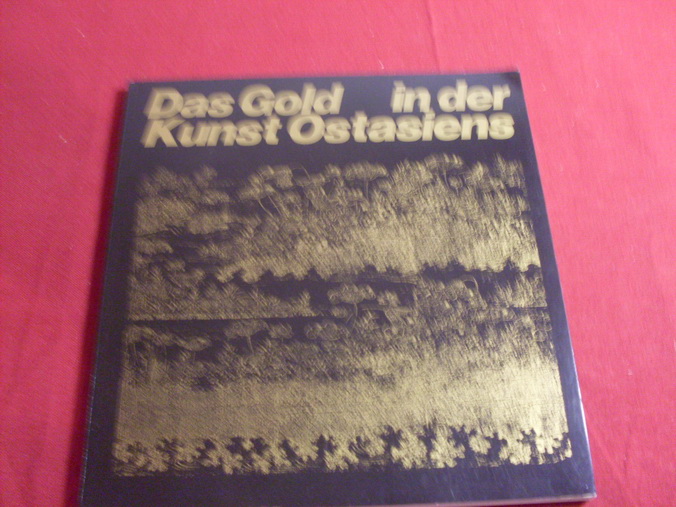 Das Gold in der
Kunst Ostasiens